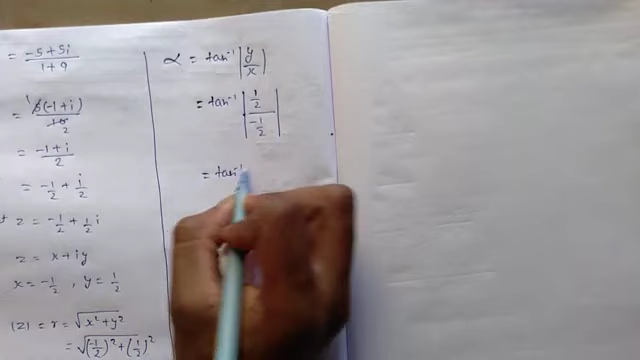 = -5+5i / 1+9
= 5(-1+i) / 10 2
= -1+i / 2
= -1/2 + i/2
z = -1/2 + 1/2 i
z = x+iy
x = -1/2 , y = 1/2
|z| = r = √x²+y²
= √(-1/2)²+(1/2)²
α = tan⁻¹ |y/x|
= tan⁻¹ |1/2 / -1/2|
= tan⁻¹